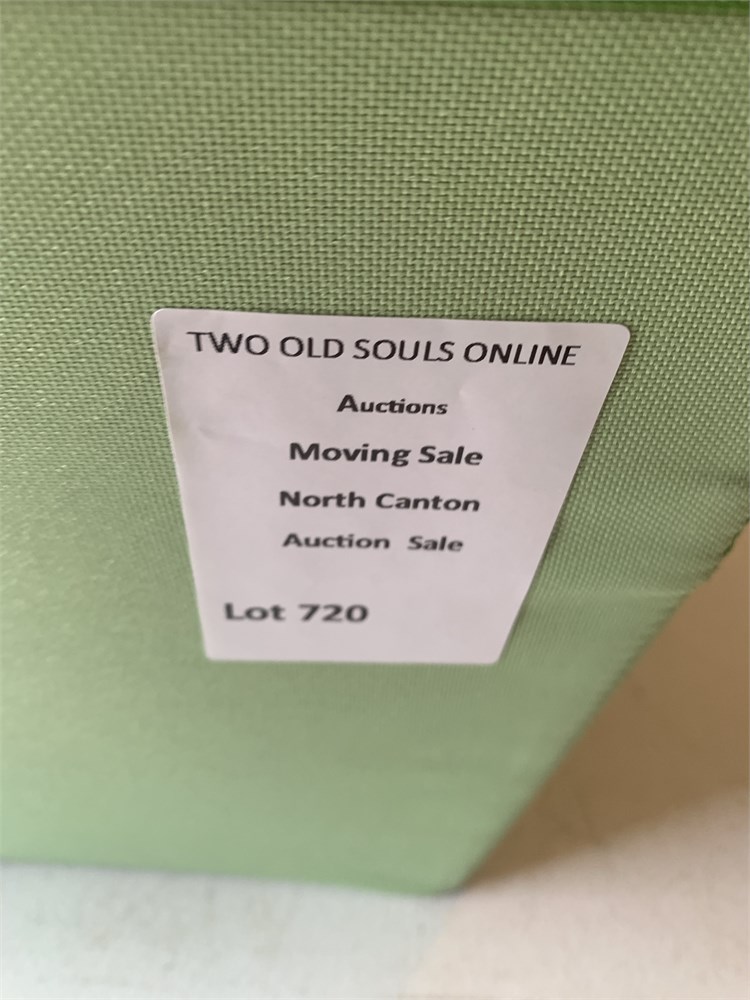 TWO OLD SOULS ONLINE
Auctions
Moving Sale
North Canton
Auction Sale
Lot 720